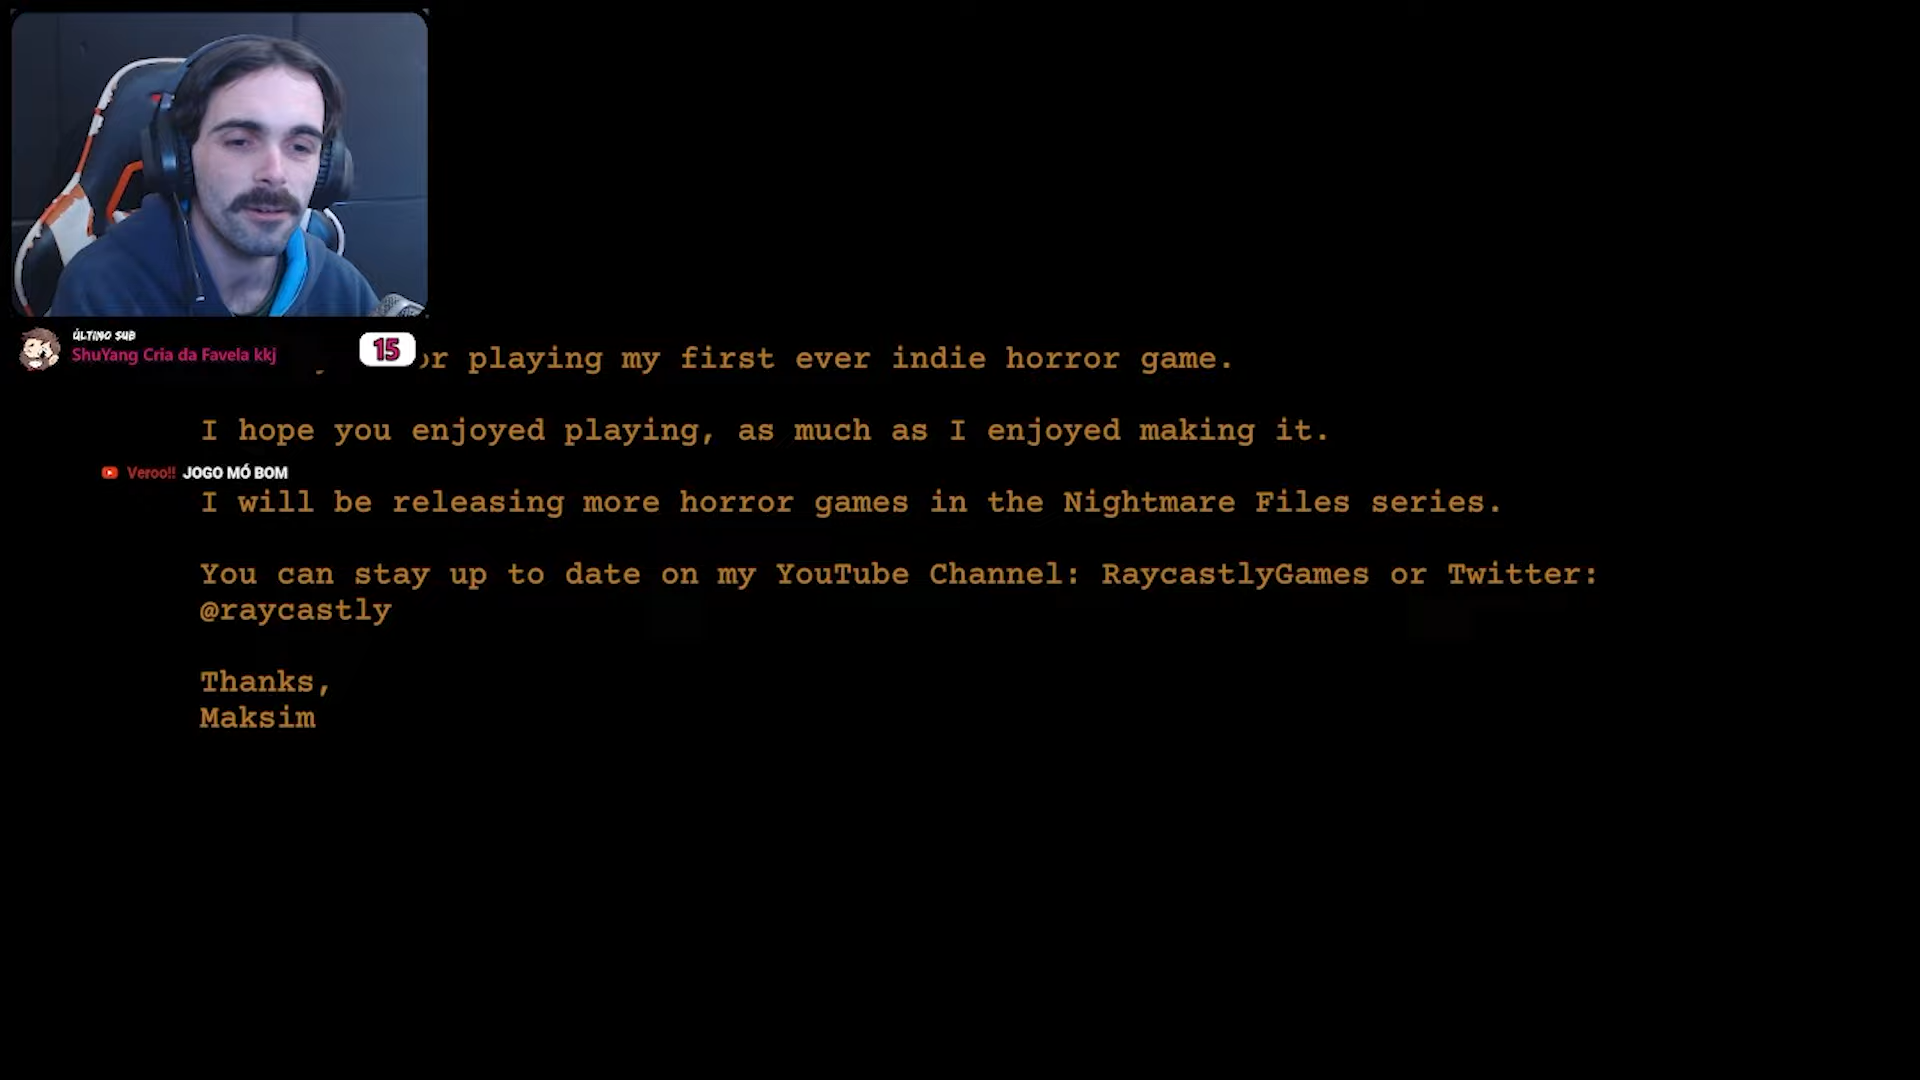 ÚLTIMO SUB
ShuYang Cria da Favela kkj
15
playing my first ever indie horror game.
I hope you enjoyed playing, as much as I enjoyed making it.
Veroo!! JOGO MÓ BOM
I will be releasing more horror games in the Nightmare Files series.
You can stay up to date on my YouTube Channel: RaycastlyGames or Twitter:
@raycastly
Thanks,
Maksim